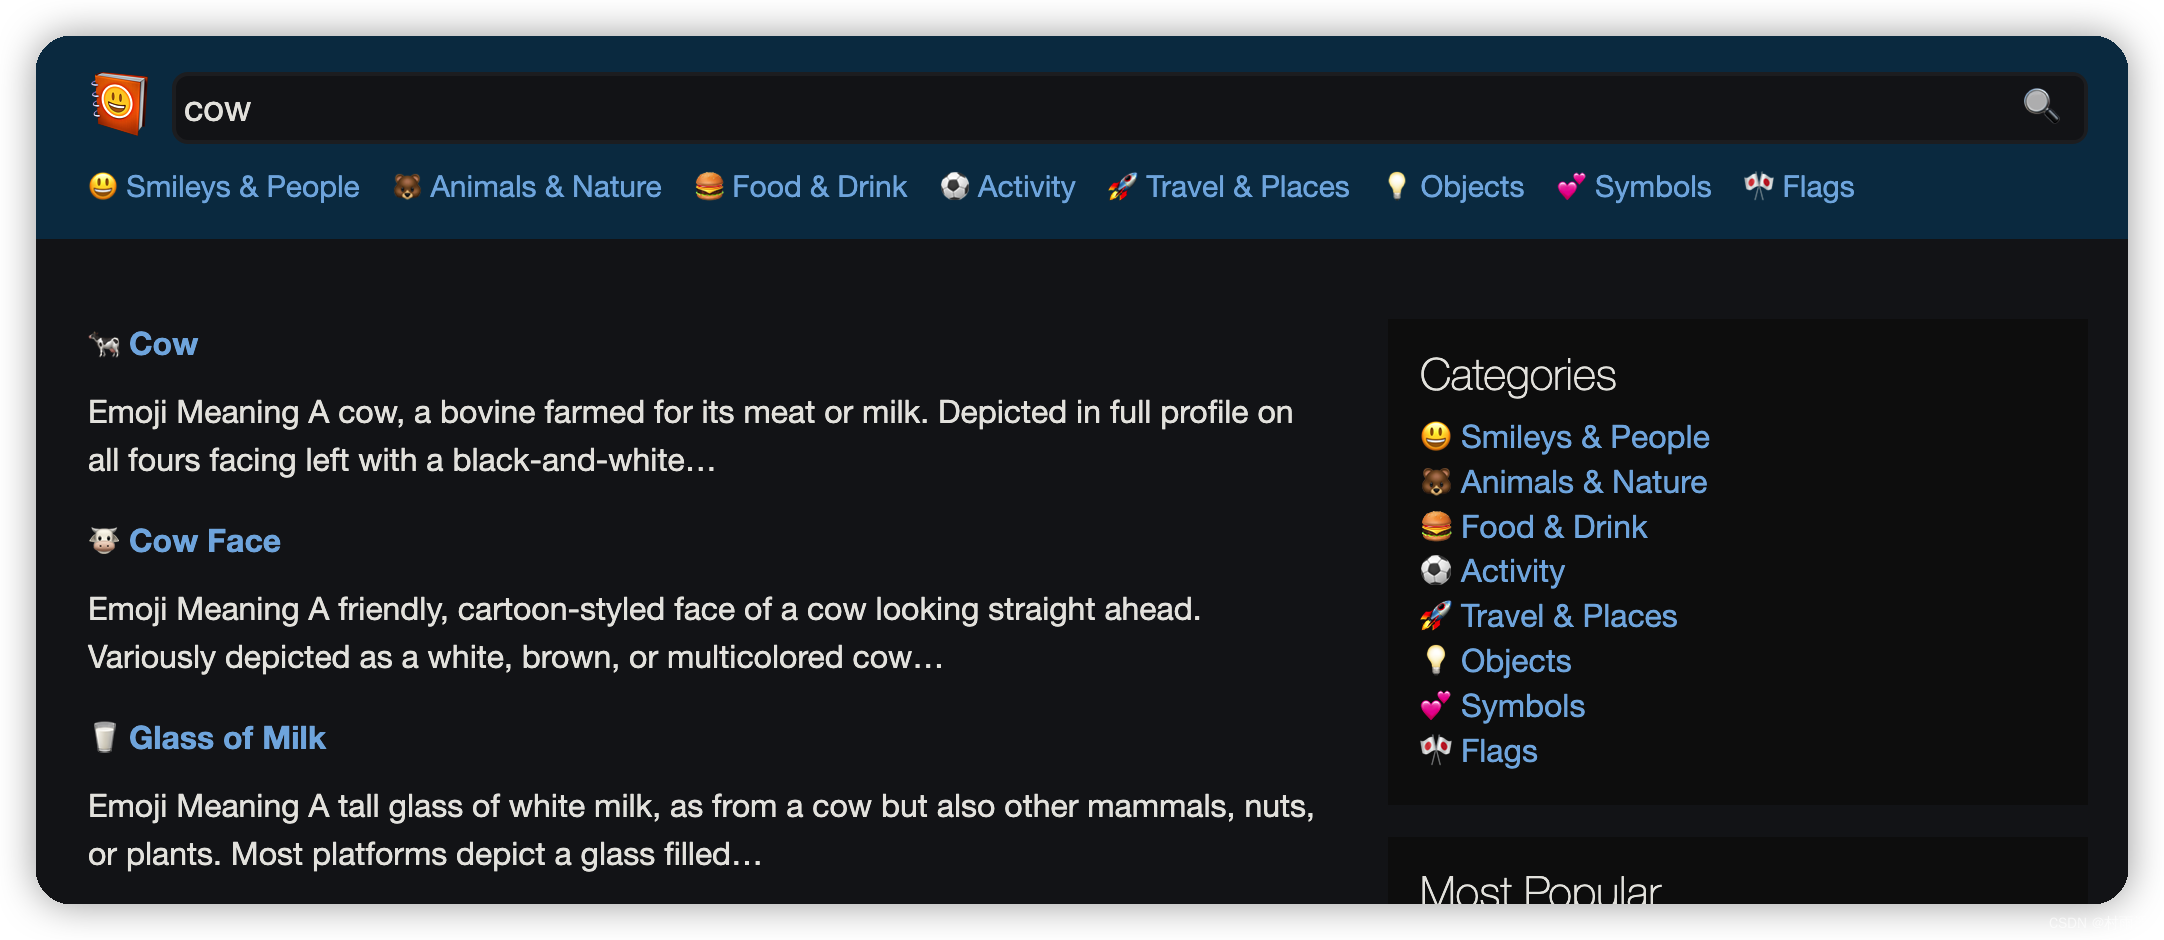 cow
😃 Smileys & People 🐻 Animals & Nature 🍔 Food & Drink ⚽ Activity 🚀 Travel & Places 💡 Objects 💕 Symbols 🎌 Flags
🐄 Cow
Emoji Meaning A cow, a bovine farmed for its meat or milk. Depicted in full profile on
all fours facing left with a black-and-white…
🐮 Cow Face
Emoji Meaning A friendly, cartoon-styled face of a cow looking straight ahead.
Variously depicted as a white, brown, or multicolored cow…
🥛 Glass of Milk
Emoji Meaning A tall glass of white milk, as from a cow but also other mammals, nuts,
or plants. Most platforms depict a glass filled…
Categories
😃 Smileys & People
🐻 Animals & Nature
🍔 Food & Drink
⚽ Activity
🚀 Travel & Places
💡 Objects
💕 Symbols
🎌 Flags
Most Popular